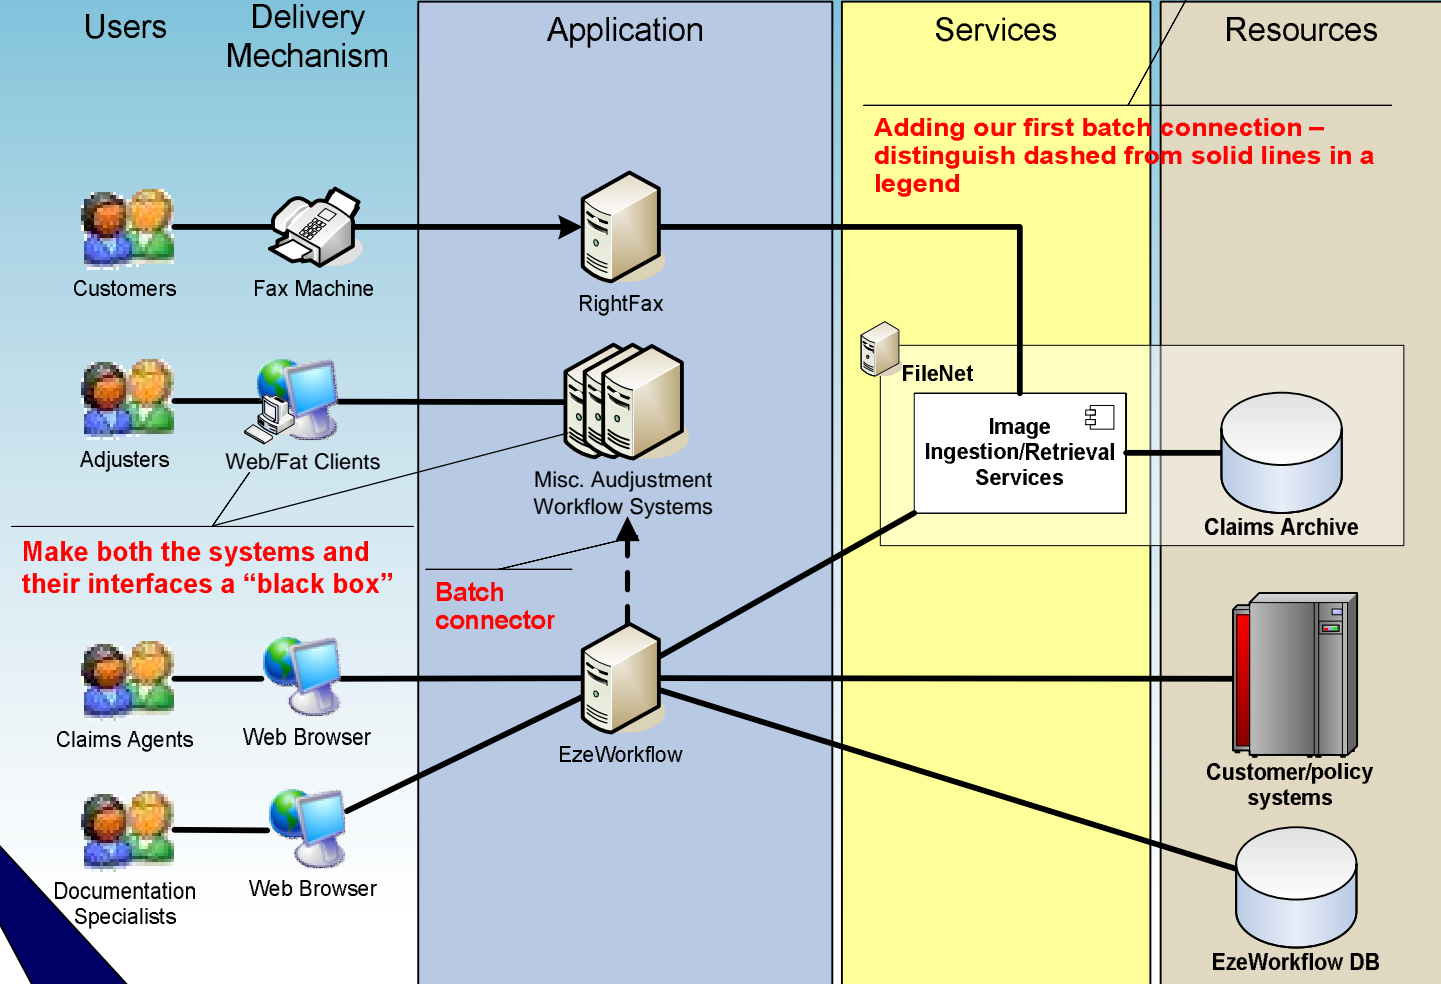 Users
Delivery
Mechanism
Application
Services
Resources
Adding our first batch connection –
distinguish dashed from solid lines in a
legend
Customers
Fax Machine
RightFax
FileNet
Adjusters
Web/Fat Clients
Misc. Audjustment
Workflow Systems
Image
Ingestion/Retrieval
Services
Claims Archive
Make both the systems and
their interfaces a “black box”
Batch
connector
Claims Agents
Web Browser
EzeWorkflow
Customer/policy
systems
Documentation
Specialists
Web Browser
EzeWorkflow DB